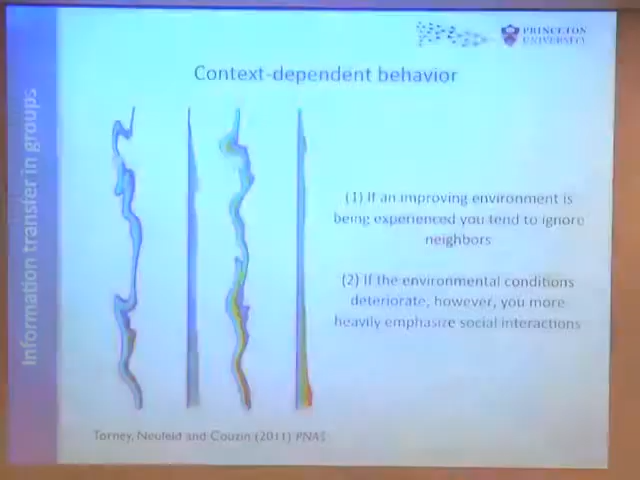 PRINCETON
UNIVERSITY
Context-dependent behavior
Information transfer in groups
(1) If an improving environment is
being experienced you tend to ignore
neighbors
(2) If the environmental conditions
deteriorate, however, you more
heavily emphasize social interactions
Torney, Neufeld and Couzin (2011) PNAS